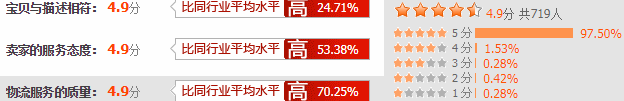 宝贝与描述相符： 4.9分 比同行业平均水平 高 24.71%
卖家的服务态度： 4.9分 比同行业平均水平 高 53.38%
物流服务的质量： 4.9分 比同行业平均水平 高 70.25%
4.9分 共719人
5分 97.50%
4分 1.53%
3分 0.28%
2分 0.42%
1分 0.28%